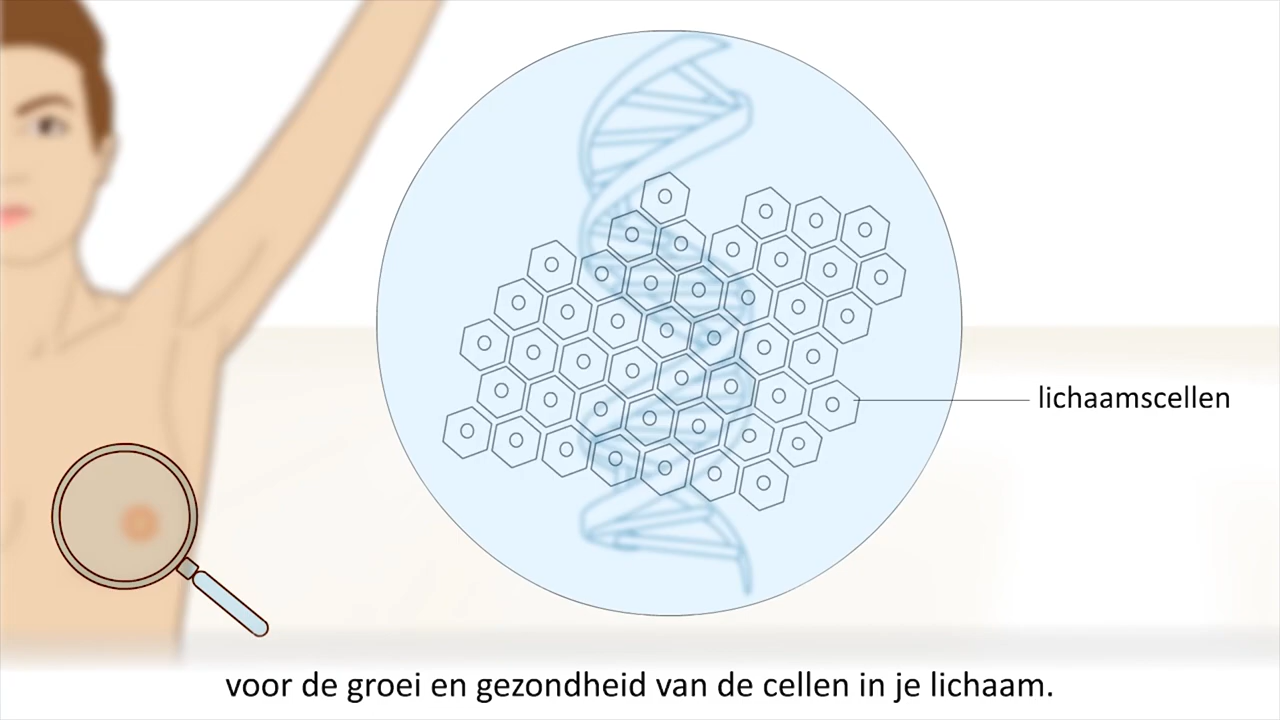 lichaamscellen
voor de groei en gezondheid van de cellen in je lichaam.